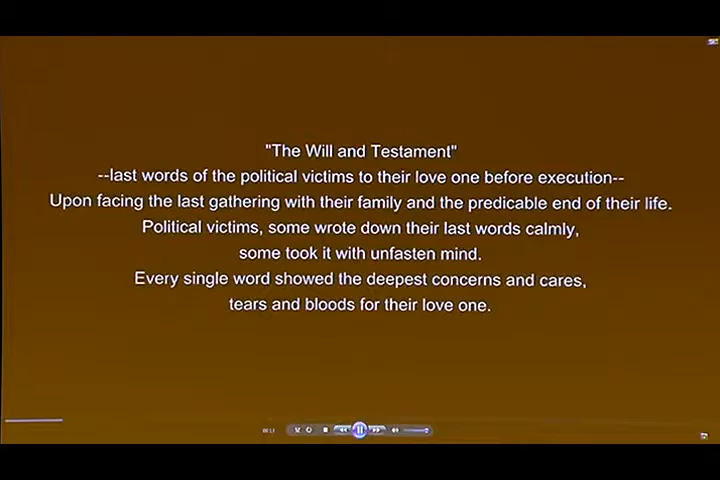 "The Will and Testament"
--last words of the political victims to their love one before execution--
Upon facing the last gathering with their family and the predicable end of their life.
Political victims, some wrote down their last words calmly,
some took it with unfasten mind.
Every single word showed the deepest concerns and cares,
tears and bloods for their love one.